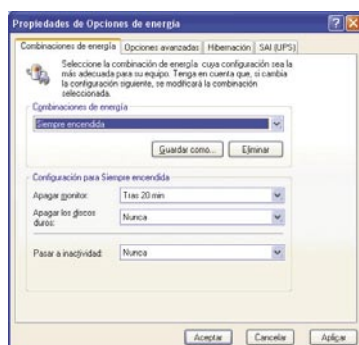 Propiedades de Opciones de energía
Combinaciones de energía Opciones avanzadas Hibernación SAI (UPS)
Seleccione la combinación de energía cuya configuración sea la
más adecuada para su equipo. Tenga en cuenta que, si cambia
la configuración siguiente, se modificará la combinación
seleccionada.
Combinaciones de energía
Siempre encendida
Guardar como... Eliminar
Configuración para Siempre encendida
Apagar monitor: Tras 20 min
Apagar los discos
duros: Nunca
Pasar a inactividad: Nunca
Aceptar Cancelar Aplicar